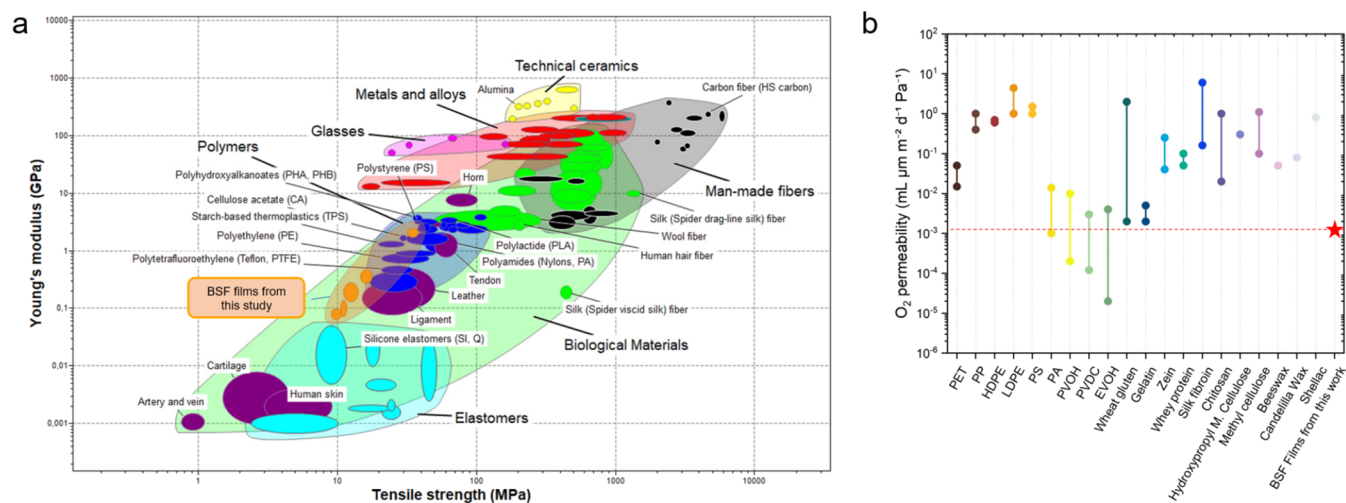 a
Young's modulus (GPa)
10000
1000
100
10
1
0,1
0,01
0,001
Technical ceramics
Alumina
Carbon fiber (HS carbon)
Metals and alloys
Glasses
Polymers
Polystyrene (PS)
Horn
Polyhydroxyalkanoates (PHA, PHB)
Man-made fibers
Cellulose acetate (CA)
Silk (Spider drag-line silk) fiber
Starch-based thermoplastics (TPS)
Wool fiber
Polyethylene (PE)
Polylactide (PLA)
Human hair fiber
Polytetrafluoroethylene (Teflon, PTFE)
Polyamides (Nylons, PA)
Tendon
BSF films from
this study
Leather
Silk (Spider viscid silk) fiber
Ligament
Silicone elastomers (SI, Q)
Biological Materials
Cartilage
Human skin
Artery and vein
Elastomers
1
10
100
1000
10000
Tensile strength (MPa)
b
O₂ permeability (mL μm m⁻² d⁻¹ Pa⁻¹)
10²
10¹
10⁰
10⁻¹
10⁻²
10⁻³
10⁻⁴
10⁻⁵
10⁻⁶
PET
PP
HDPE
LDPE
PS
PA
PVOH
PVDC
EVOH
Wheat gluten
Gelatin
Zein
Whey protein
Silk fibroin
Chitosan
Hydroxypropyl M. Cellulose
Methyl cellulose
Beeswax
Candelilla Wax
Shellac
BSF Films from this work